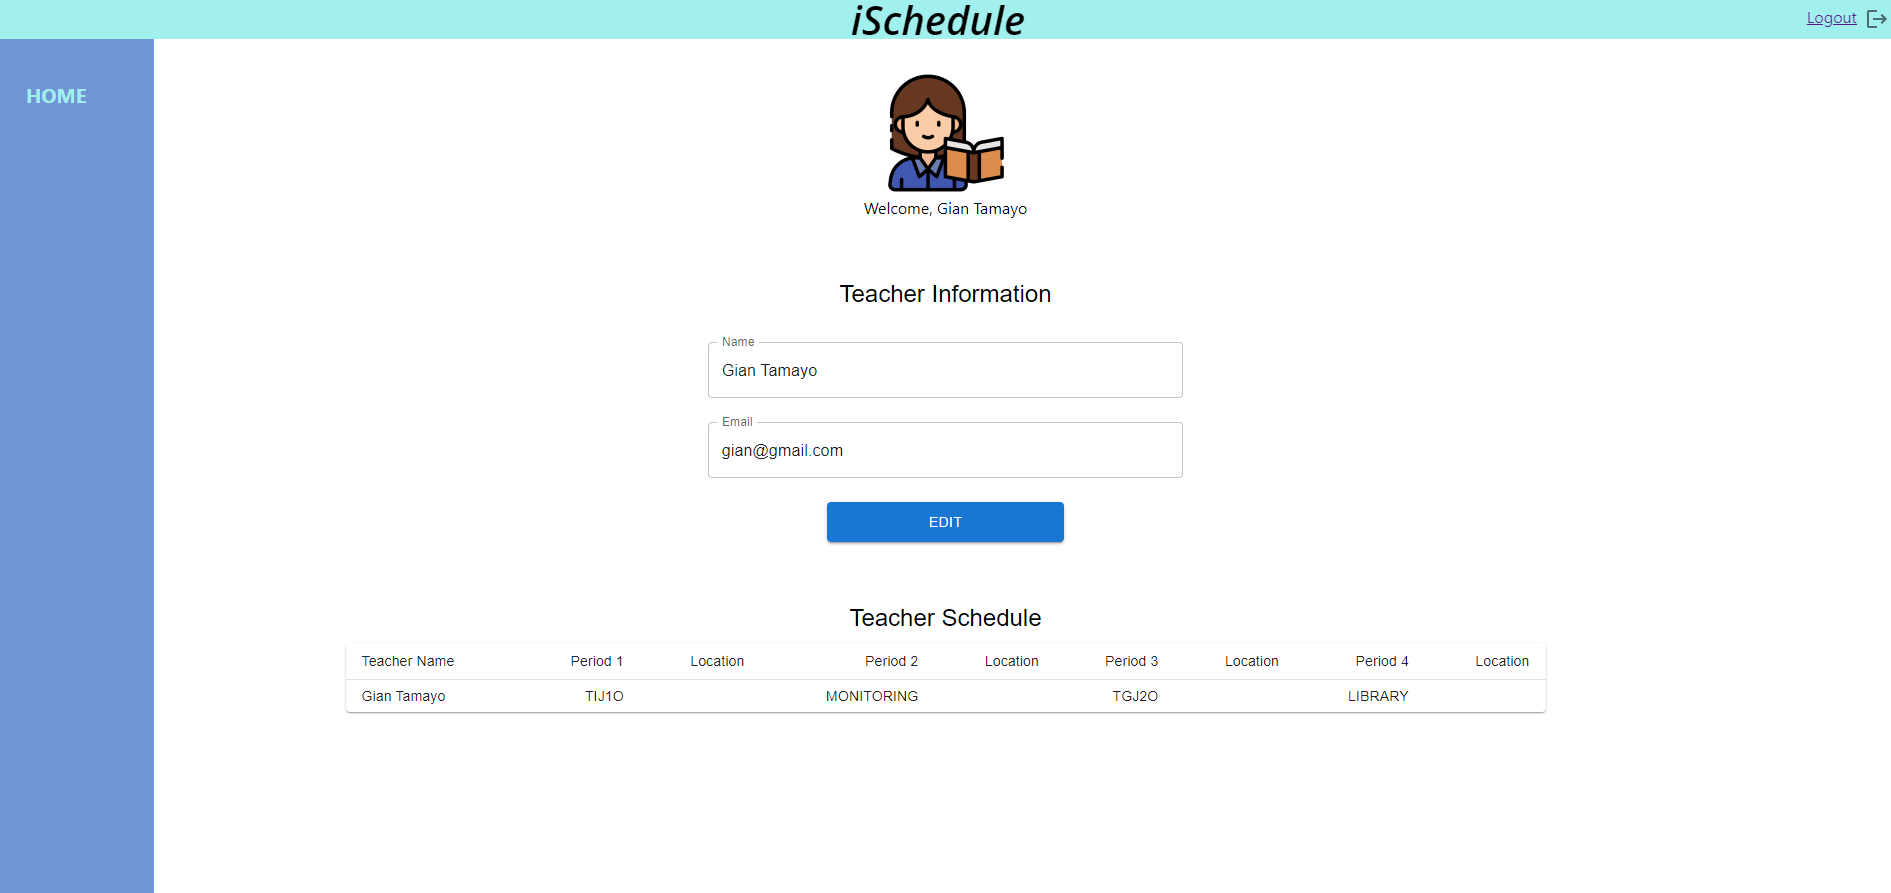 iSchedule
Logout
HOME
Welcome, Gian Tamayo
Teacher Information
Name
Gian Tamayo
Email
gian@gmail.com
EDIT
Teacher Schedule
Teacher Name Period 1 Location Period 2 Location Period 3 Location Period 4 Location
Gian Tamayo TIJ1O MONITORING TGJ2O LIBRARY